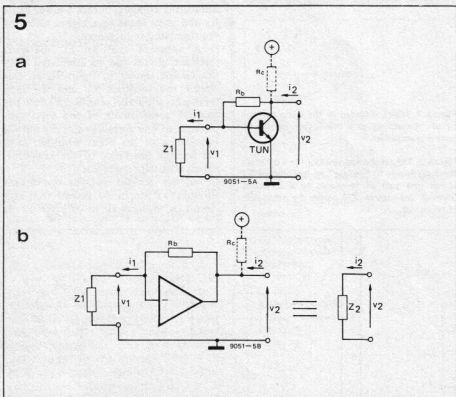 5
a
+
Rc
i2
Rb
i1
Z1
v1
TUN
v2
9051-5A
b
+
Rb
Rc
i2
i2
i1
Z1
v1
−
v2
Z2
v2
9051-5B